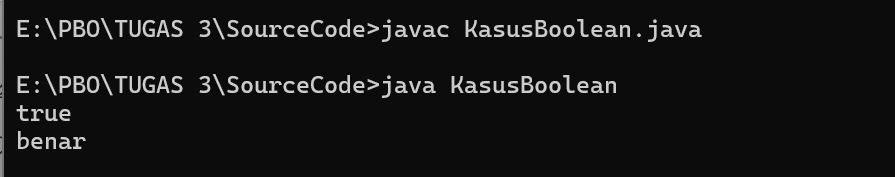 E:\PBO\TUGAS 3\SourceCode>javac KasusBoolean.java
E:\PBO\TUGAS 3\SourceCode>java KasusBoolean
true
benar